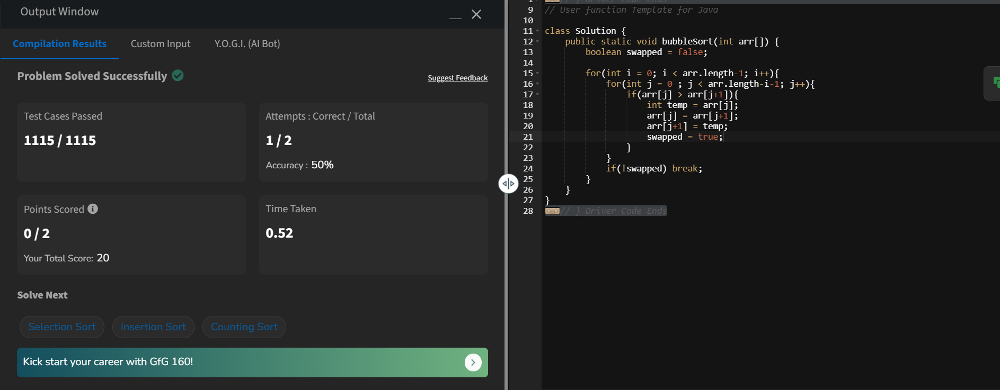 Output Window
Compilation Results Custom Input Y.O.G.I. (AI Bot)
Problem Solved Successfully
Suggest Feedback
Test Cases Passed
1115 / 1115
Attempts : Correct / Total
1 / 2
Accuracy : 50%
Points Scored
0 / 2
Your Total Score: 20
Time Taken
0.52
Solve Next
Selection Sort Insertion Sort Counting Sort
Kick start your career with GfG 160!
1 // } Driver Code Ends
9 // User function Template for Java
10
11 class Solution {
12     public static void bubbleSort(int arr[]) {
13         boolean swapped = false;
14
15         for(int i = 0; i < arr.length-1; i++){
16             for(int j = 0 ; j < arr.length-i-1; j++){
17                 if(arr[j] > arr[j+1]){
18                     int temp = arr[j];
19                     arr[j] = arr[j+1];
20                     arr[j+1] = temp;
21                     swapped = true;
22                 }
23             }
24             if(!swapped) break;
25         }
26     }
27 }
28 // } Driver Code Ends